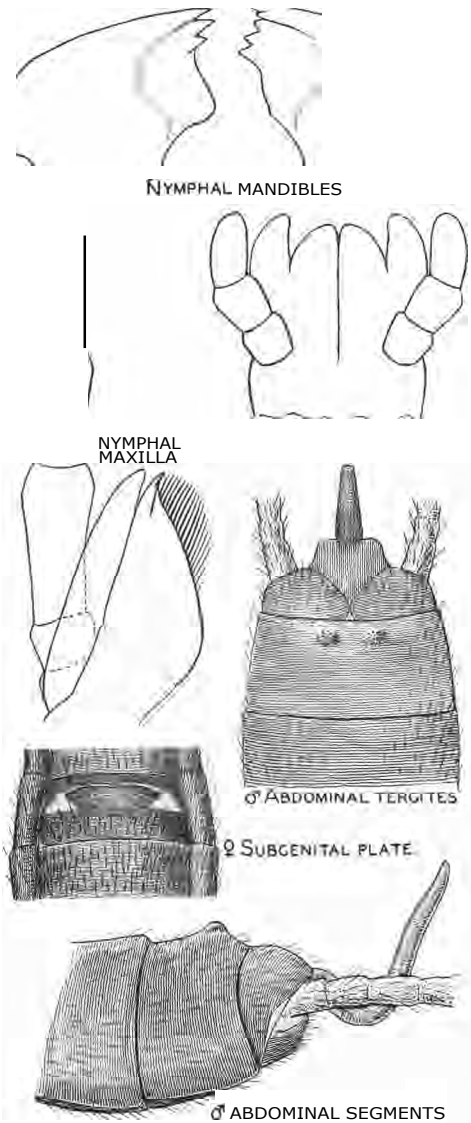 NYMPHAL MANDIBLES
NYMPHAL
MAXILLA
♂ ABDOMINAL TERGITES
♀ SUBGENITAL PLATE
♂ ABDOMINAL SEGMENTS